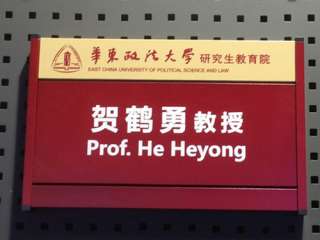 華東政法大學 研究生教育院
EAST CHINA UNIVERSITY OF POLITICAL SCIENCE AND LAW
贺鹤勇教授
Prof. He Heyong